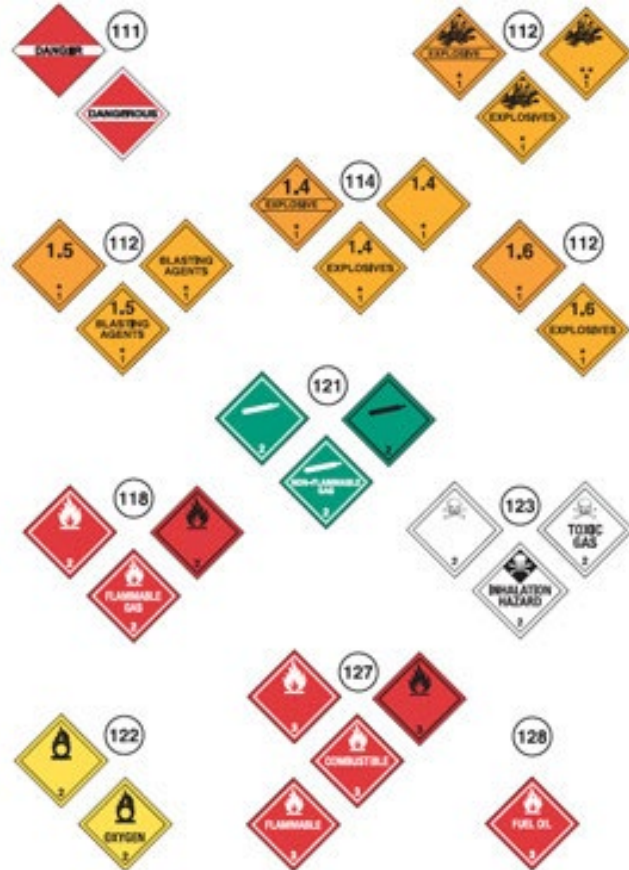 111
DANGER
DANGEROUS
112
EXPLOSIVE
*
1
**
*
1
EXPLOSIVES
*
1
114
1.4
EXPLOSIVE
*
1
1.4
*
1
1.4
EXPLOSIVES
*
1
112
1.5
*
1
BLASTING
AGENTS
*
1
1.5
BLASTING
AGENTS
*
1
112
1.6
*
1
1.6
EXPLOSIVES
*
1
121
2
2
NON-FLAMMABLE
GAS
2
118
2
2
FLAMMABLE
GAS
2
123
2
TOXIC
GAS
2
INHALATION
HAZARD
2
127
3
3
COMBUSTIBLE
3
FLAMMABLE
3
122
2
OXYGEN
2
128
FUEL OIL
3